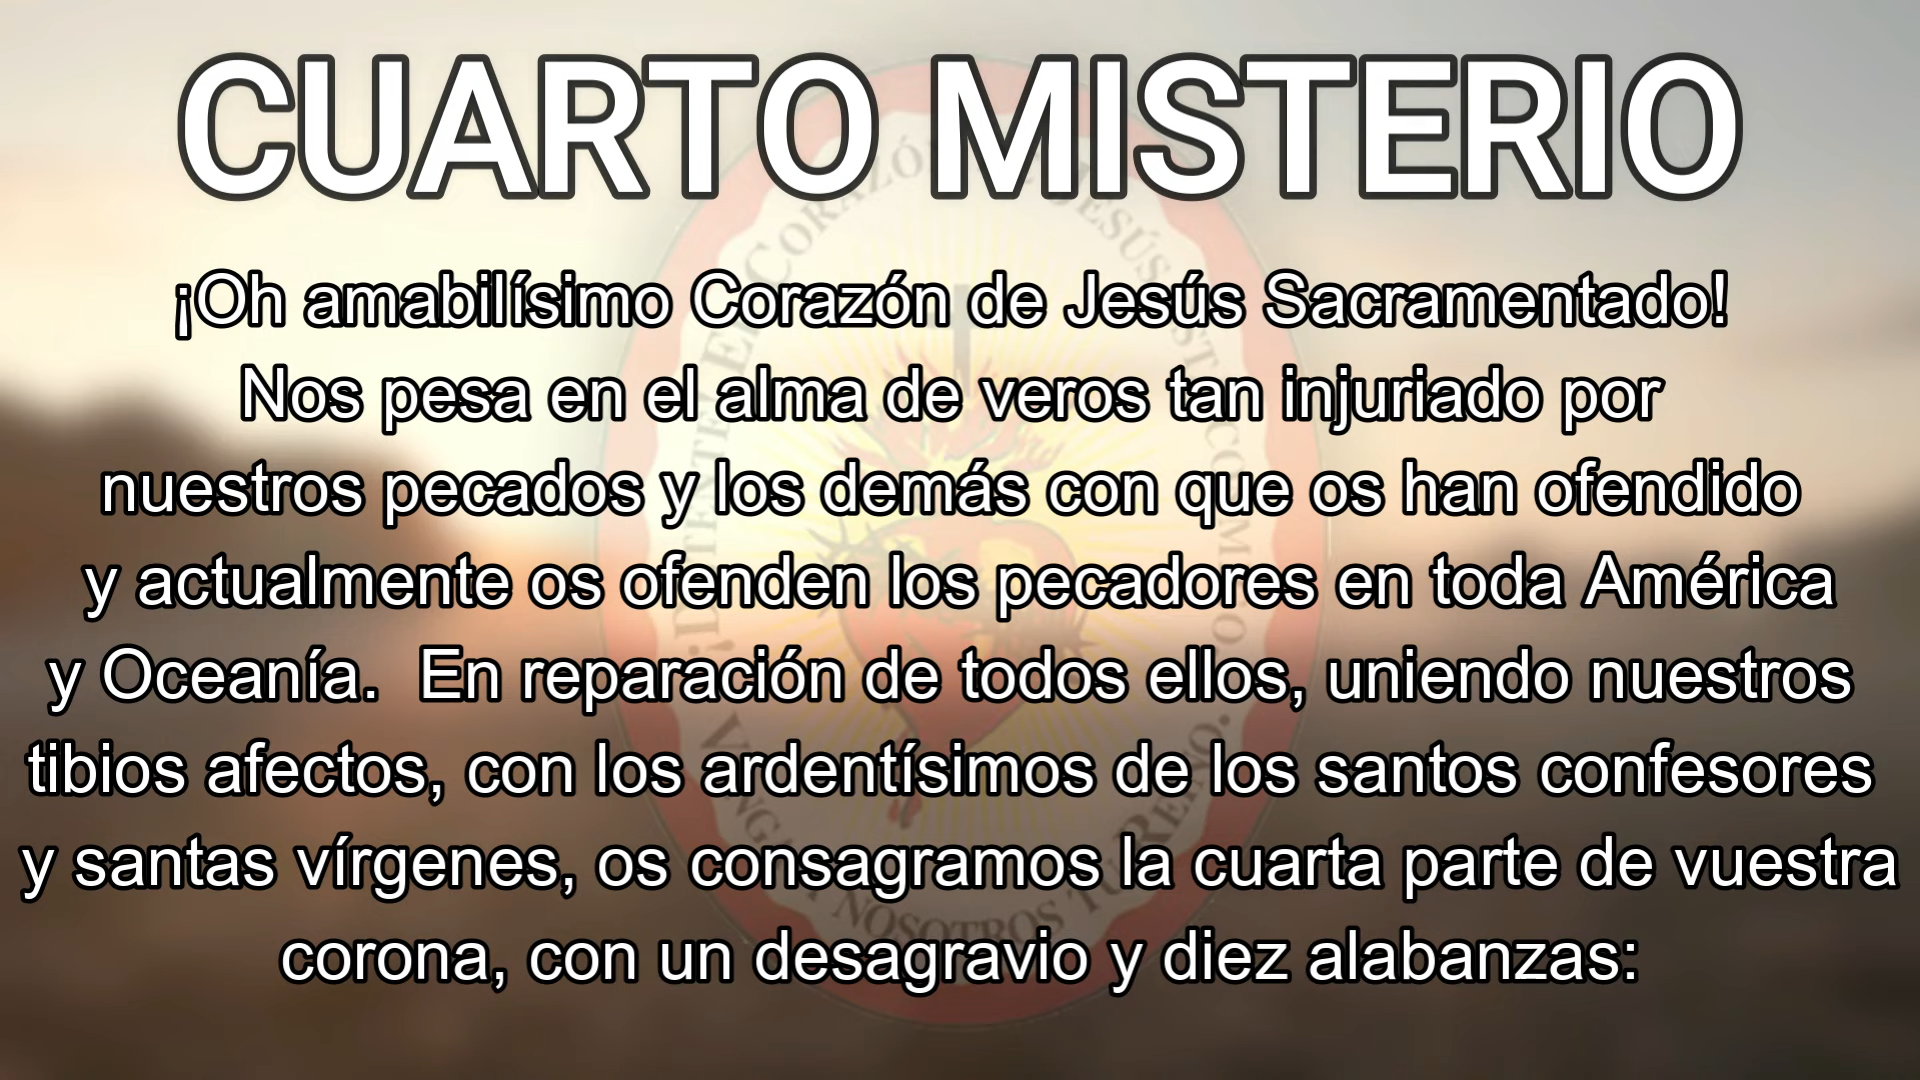 CUARTO MISTERIO
¡Oh amabilísimo Corazón de Jesús Sacramentado!
Nos pesa en el alma de veros tan injuriado por
nuestros pecados y los demás con que os han ofendido
y actualmente os ofenden los pecadores en toda América
y Oceanía.  En reparación de todos ellos, uniendo nuestros
tibios afectos, con los ardentísimos de los santos confesores
y santas vírgenes, os consagramos la cuarta parte de vuestra
corona, con un desagravio y diez alabanzas: